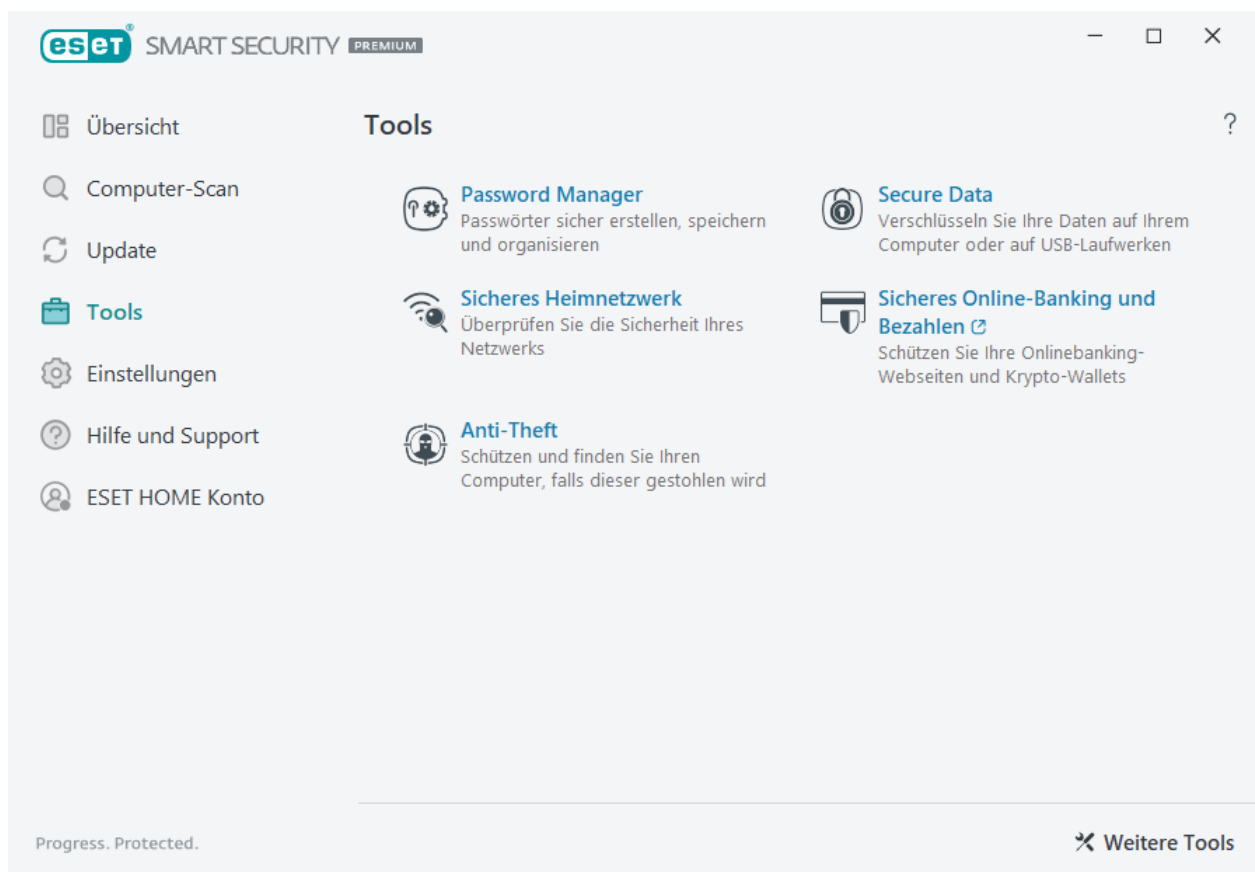 eset® SMART SECURITY PREMIUM
Übersicht
Computer-Scan
Update
Tools
Einstellungen
Hilfe und Support
ESET HOME Konto
Tools
?
Password Manager
Passwörter sicher erstellen, speichern
und organisieren
Secure Data
Verschlüsseln Sie Ihre Daten auf Ihrem
Computer oder auf USB-Laufwerken
Sicheres Heimnetzwerk
Überprüfen Sie die Sicherheit Ihres
Netzwerks
Sicheres Online-Banking und
Bezahlen
Schützen Sie Ihre Onlinebanking-
Webseiten und Krypto-Wallets
Anti-Theft
Schützen und finden Sie Ihren
Computer, falls dieser gestohlen wird
Progress. Protected.
Weitere Tools